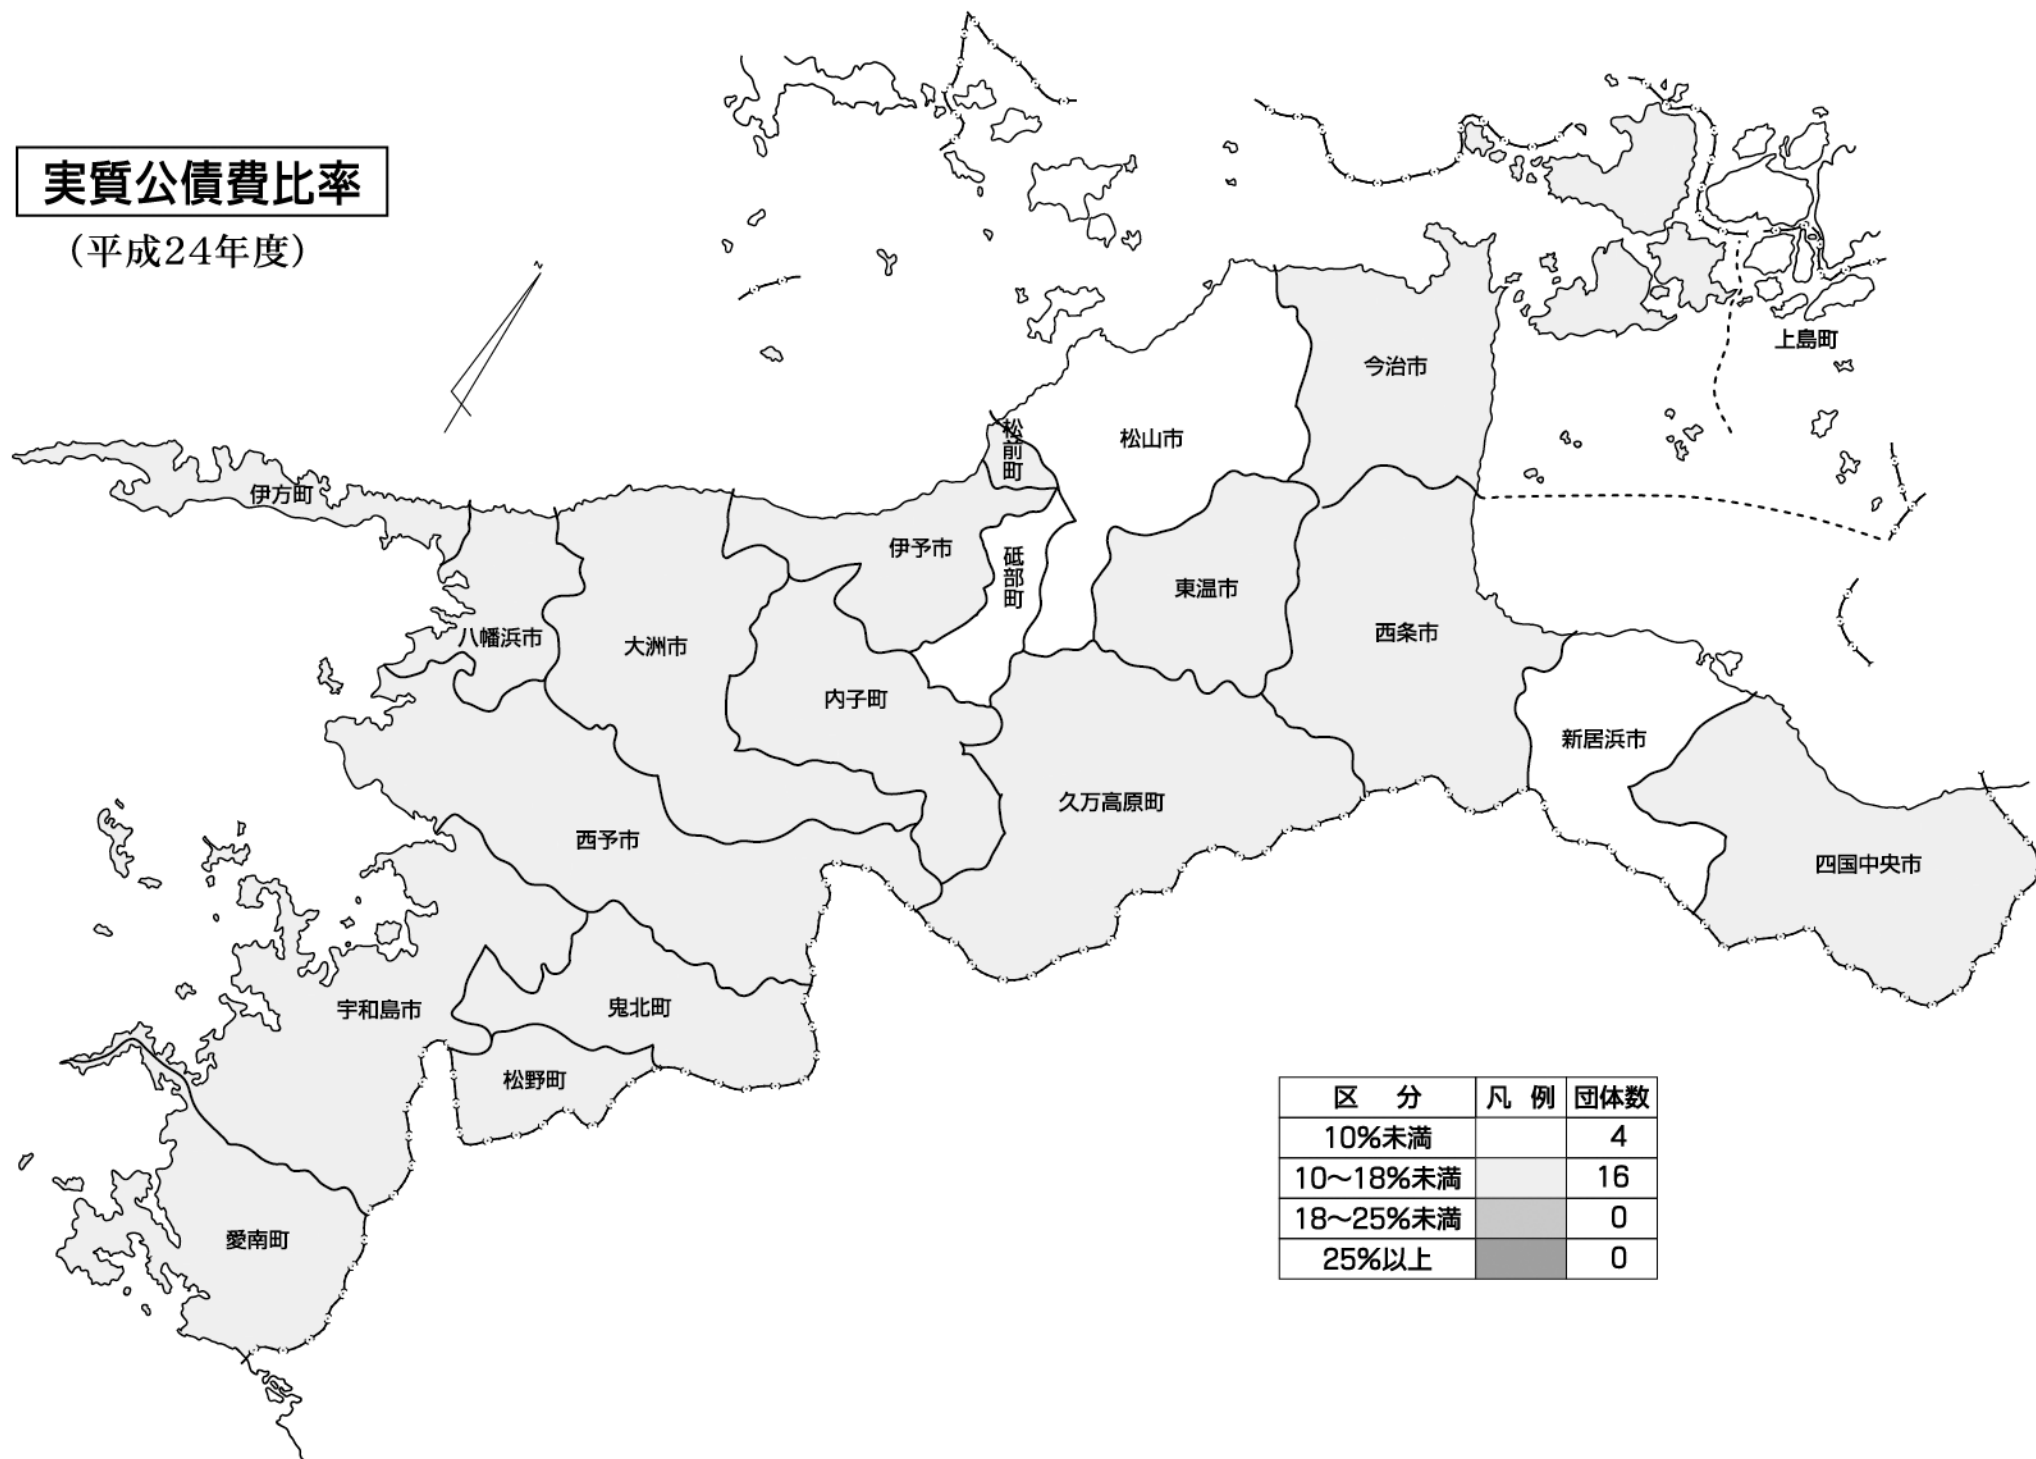 実質公債費比率
（平成24年度）
上島町
今治市
松前町
松山市
伊方町
伊予市
砥部町
東温市
八幡浜市
大洲市
西条市
内子町
新居浜市
久万高原町
西予市
四国中央市
宇和島市
鬼北町
松野町
愛南町
区 分 凡 例 団体数
10%未満 4
10～18%未満 16
18～25%未満 0
25%以上 0